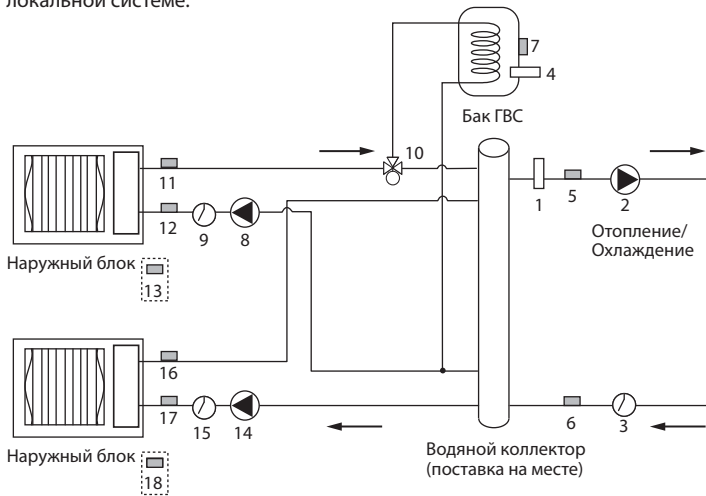 локальной системе.
7
4
Бак ГВС
10
11
1
5
2
12
9
8
Отопление/
Охлаждение
Наружный блок
13
16
17
15
14
6
3
Наружный блок
18
Водяной коллектор
(поставка на месте)